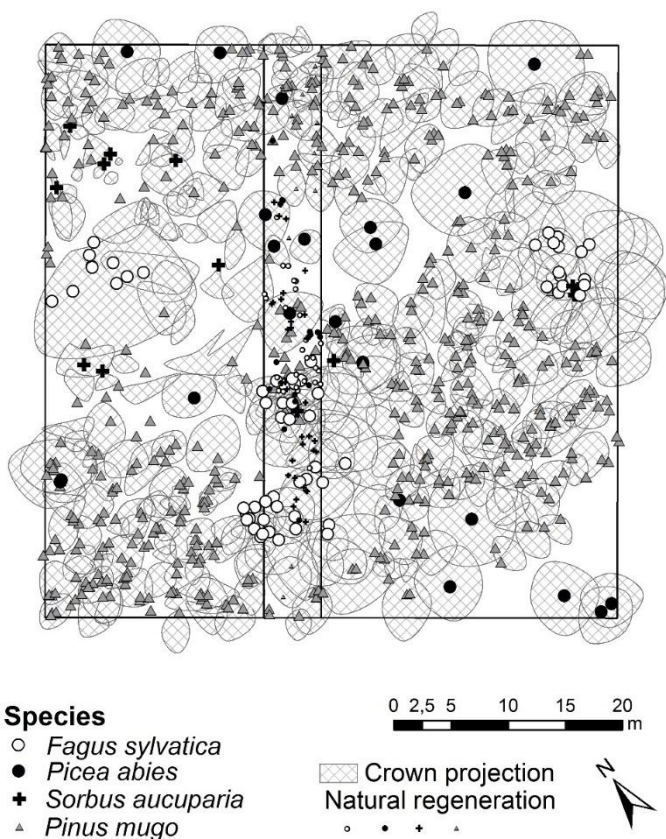 Species
Fagus sylvatica
Picea abies
Sorbus aucuparia
Pinus mugo
0 2,5 5 10 15 20
m
Crown projection
Natural regeneration
N